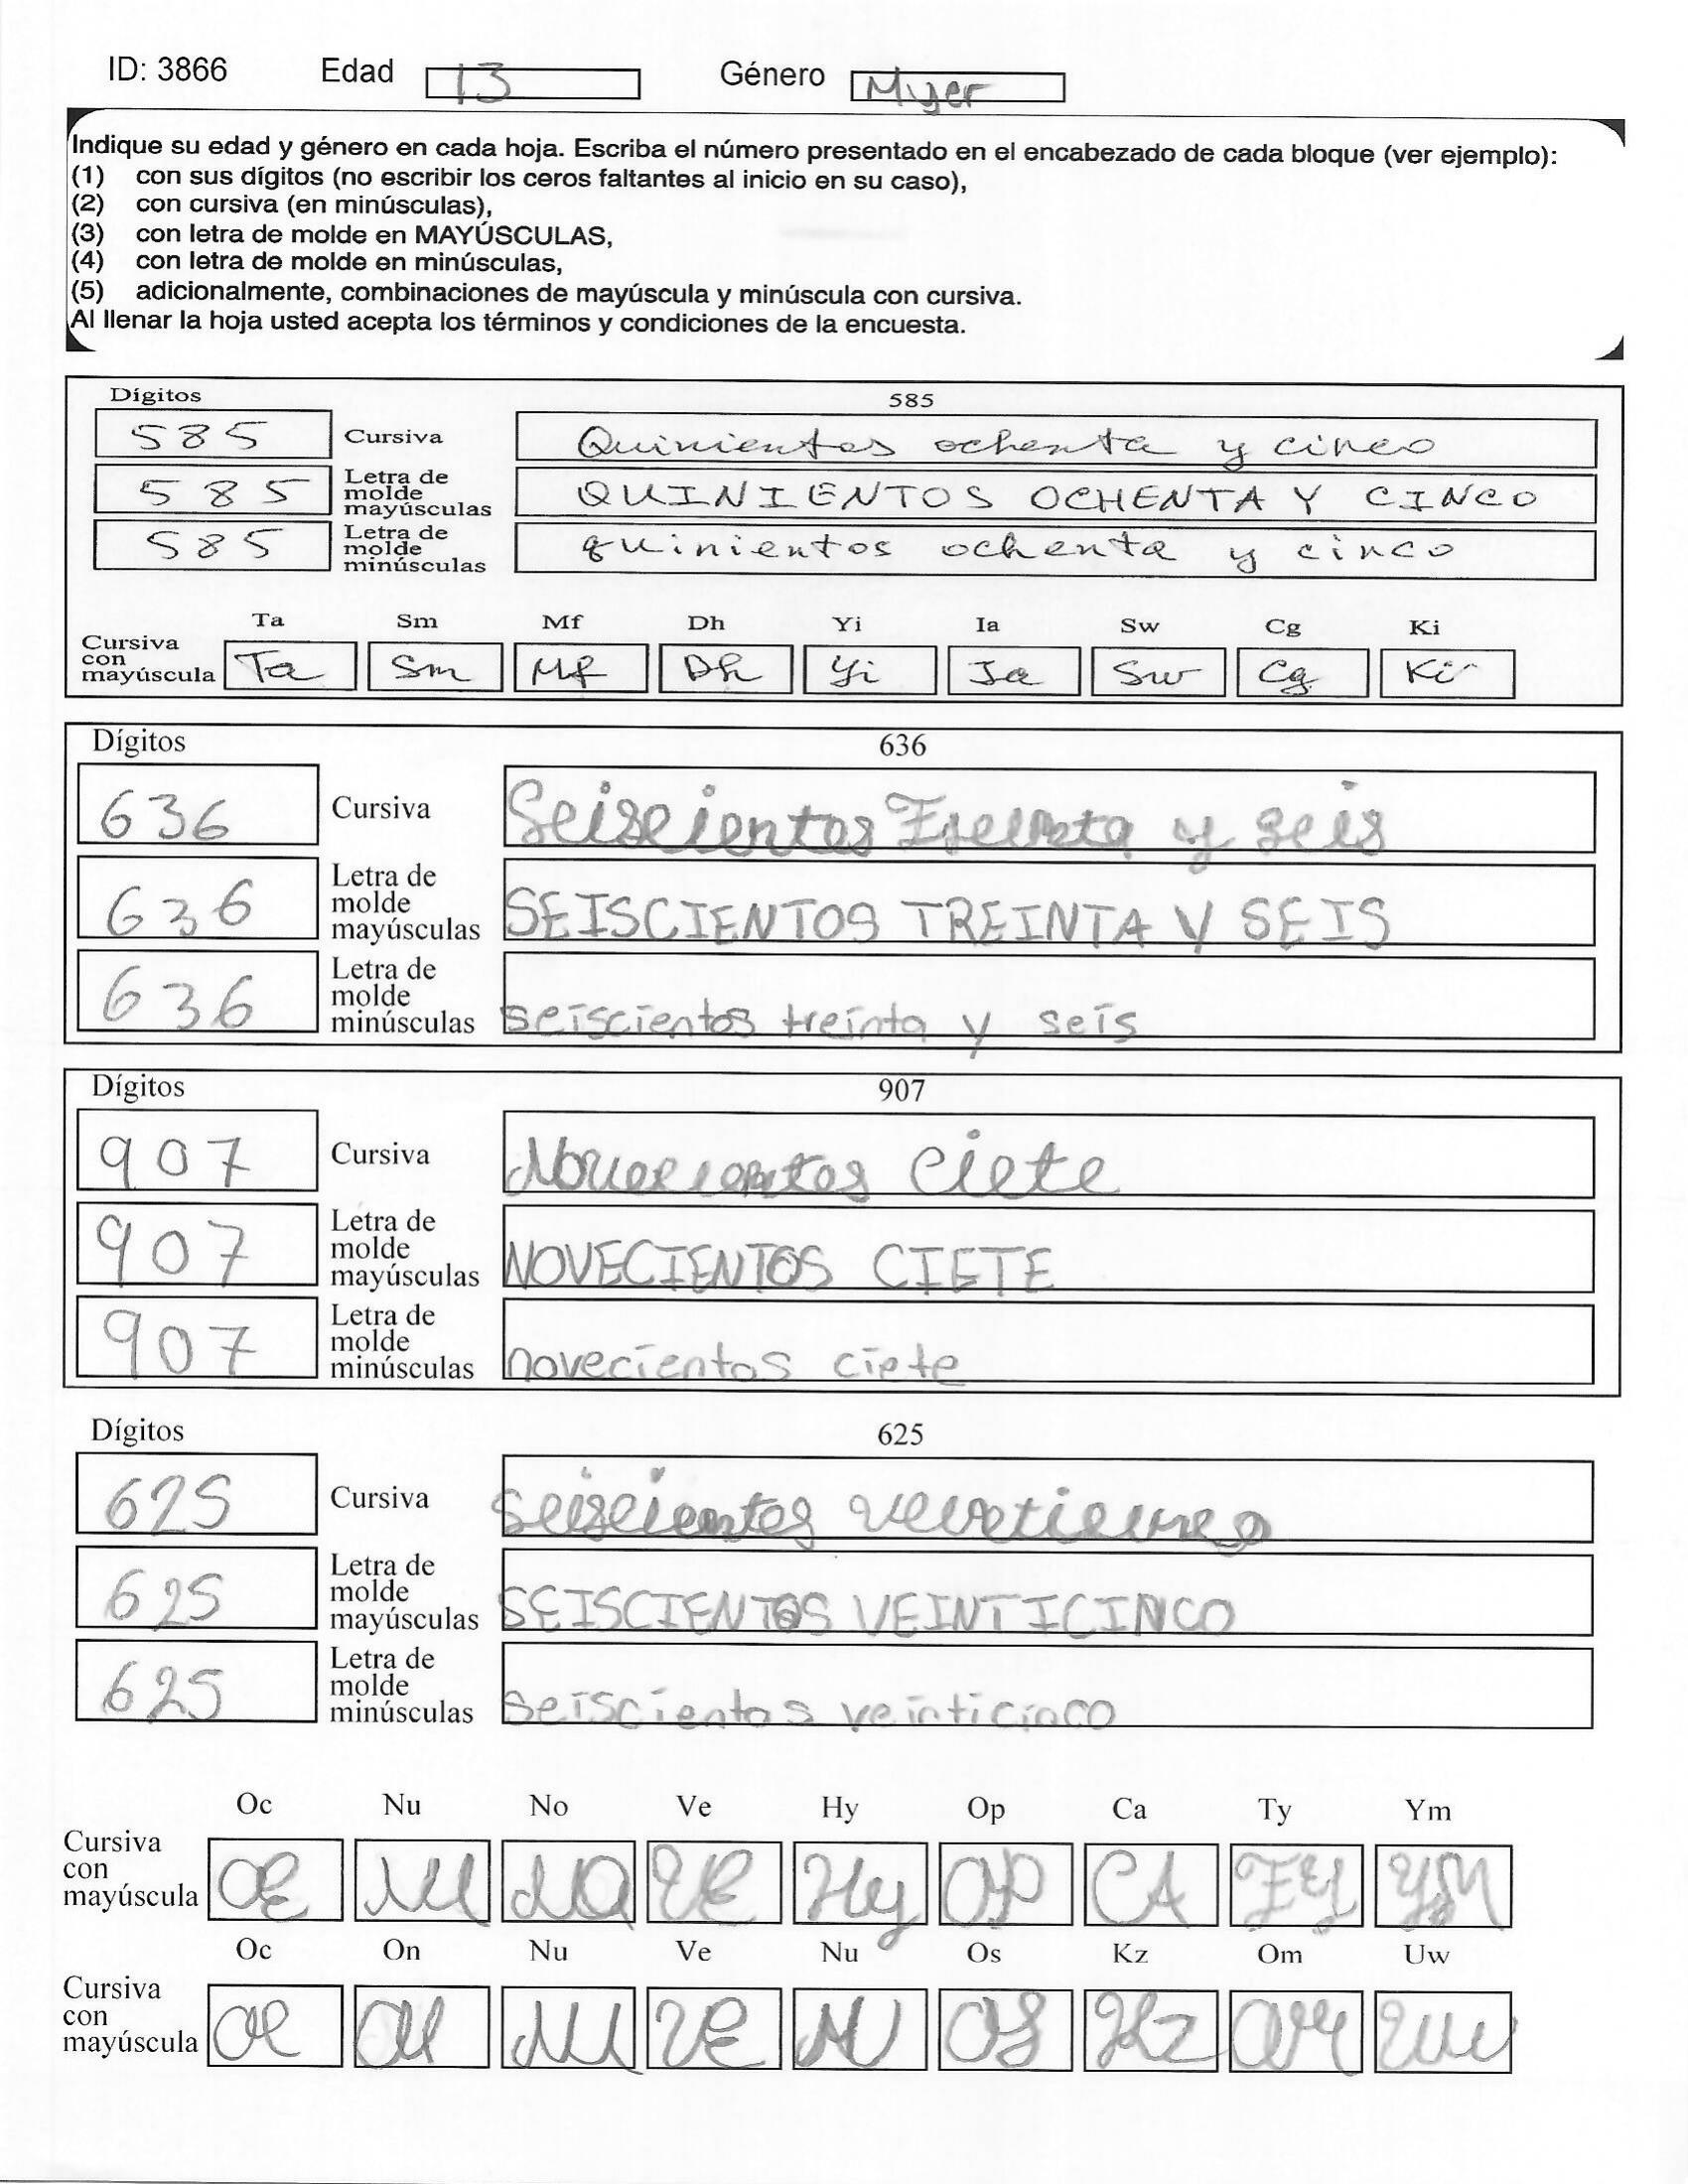 ID: 3866 Edad 13 Género Myer
Indique su edad y género en cada hoja. Escriba el número presentado en el encabezado de cada bloque (ver ejemplo):
(1) con sus dígitos (no escribir los ceros faltantes al inicio en su caso),
(2) con cursiva (en minúsculas),
(3) con letra de molde en MAYÚSCULAS,
(4) con letra de molde en minúsculas,
(5) adicionalmente, combinaciones de mayúscula y minúscula con cursiva.
Al llenar la hoja usted acepta los términos y condiciones de la encuesta.
Dígitos 585
585 Cursiva Quinientos ochenta y cinco
585 Letra de molde mayúsculas QUINIENTOS OCHENTA Y CINCO
585 Letra de molde minúsculas quinientos ochenta y cinco
Ta Sm Mf Dh Yi Ia Sw Cg Ki
Cursiva con mayúscula Ta Sm Mf Dh Yi Ia Sw Cg Ki
Dígitos 636
636 Cursiva Seiscientos Treinta y seis
636 Letra de molde mayúsculas SEISCIENTOS TREINTA Y SEIS
636 Letra de molde minúsculas seiscientos treinta y seis
Dígitos 907
907 Cursiva Novecientos Ciete
907 Letra de molde mayúsculas NOVECIENTOS CIETE
907 Letra de molde minúsculas novecientos ciete
Dígitos 625
625 Cursiva seiscientos
625 Letra de molde mayúsculas SEISCIENTOS VEINTICINCO
625 Letra de molde minúsculas seiscientos veinticinco
Oc Nu No Ve Hy Op Ca Ty Ym
Cursiva con mayúscula OC NU NO VE Hy OP CA TY YM
Oc On Nu Ve Nu Os Kz Om Uw
Cursiva con mayúscula OC NU VE NU OS Kz OM UW